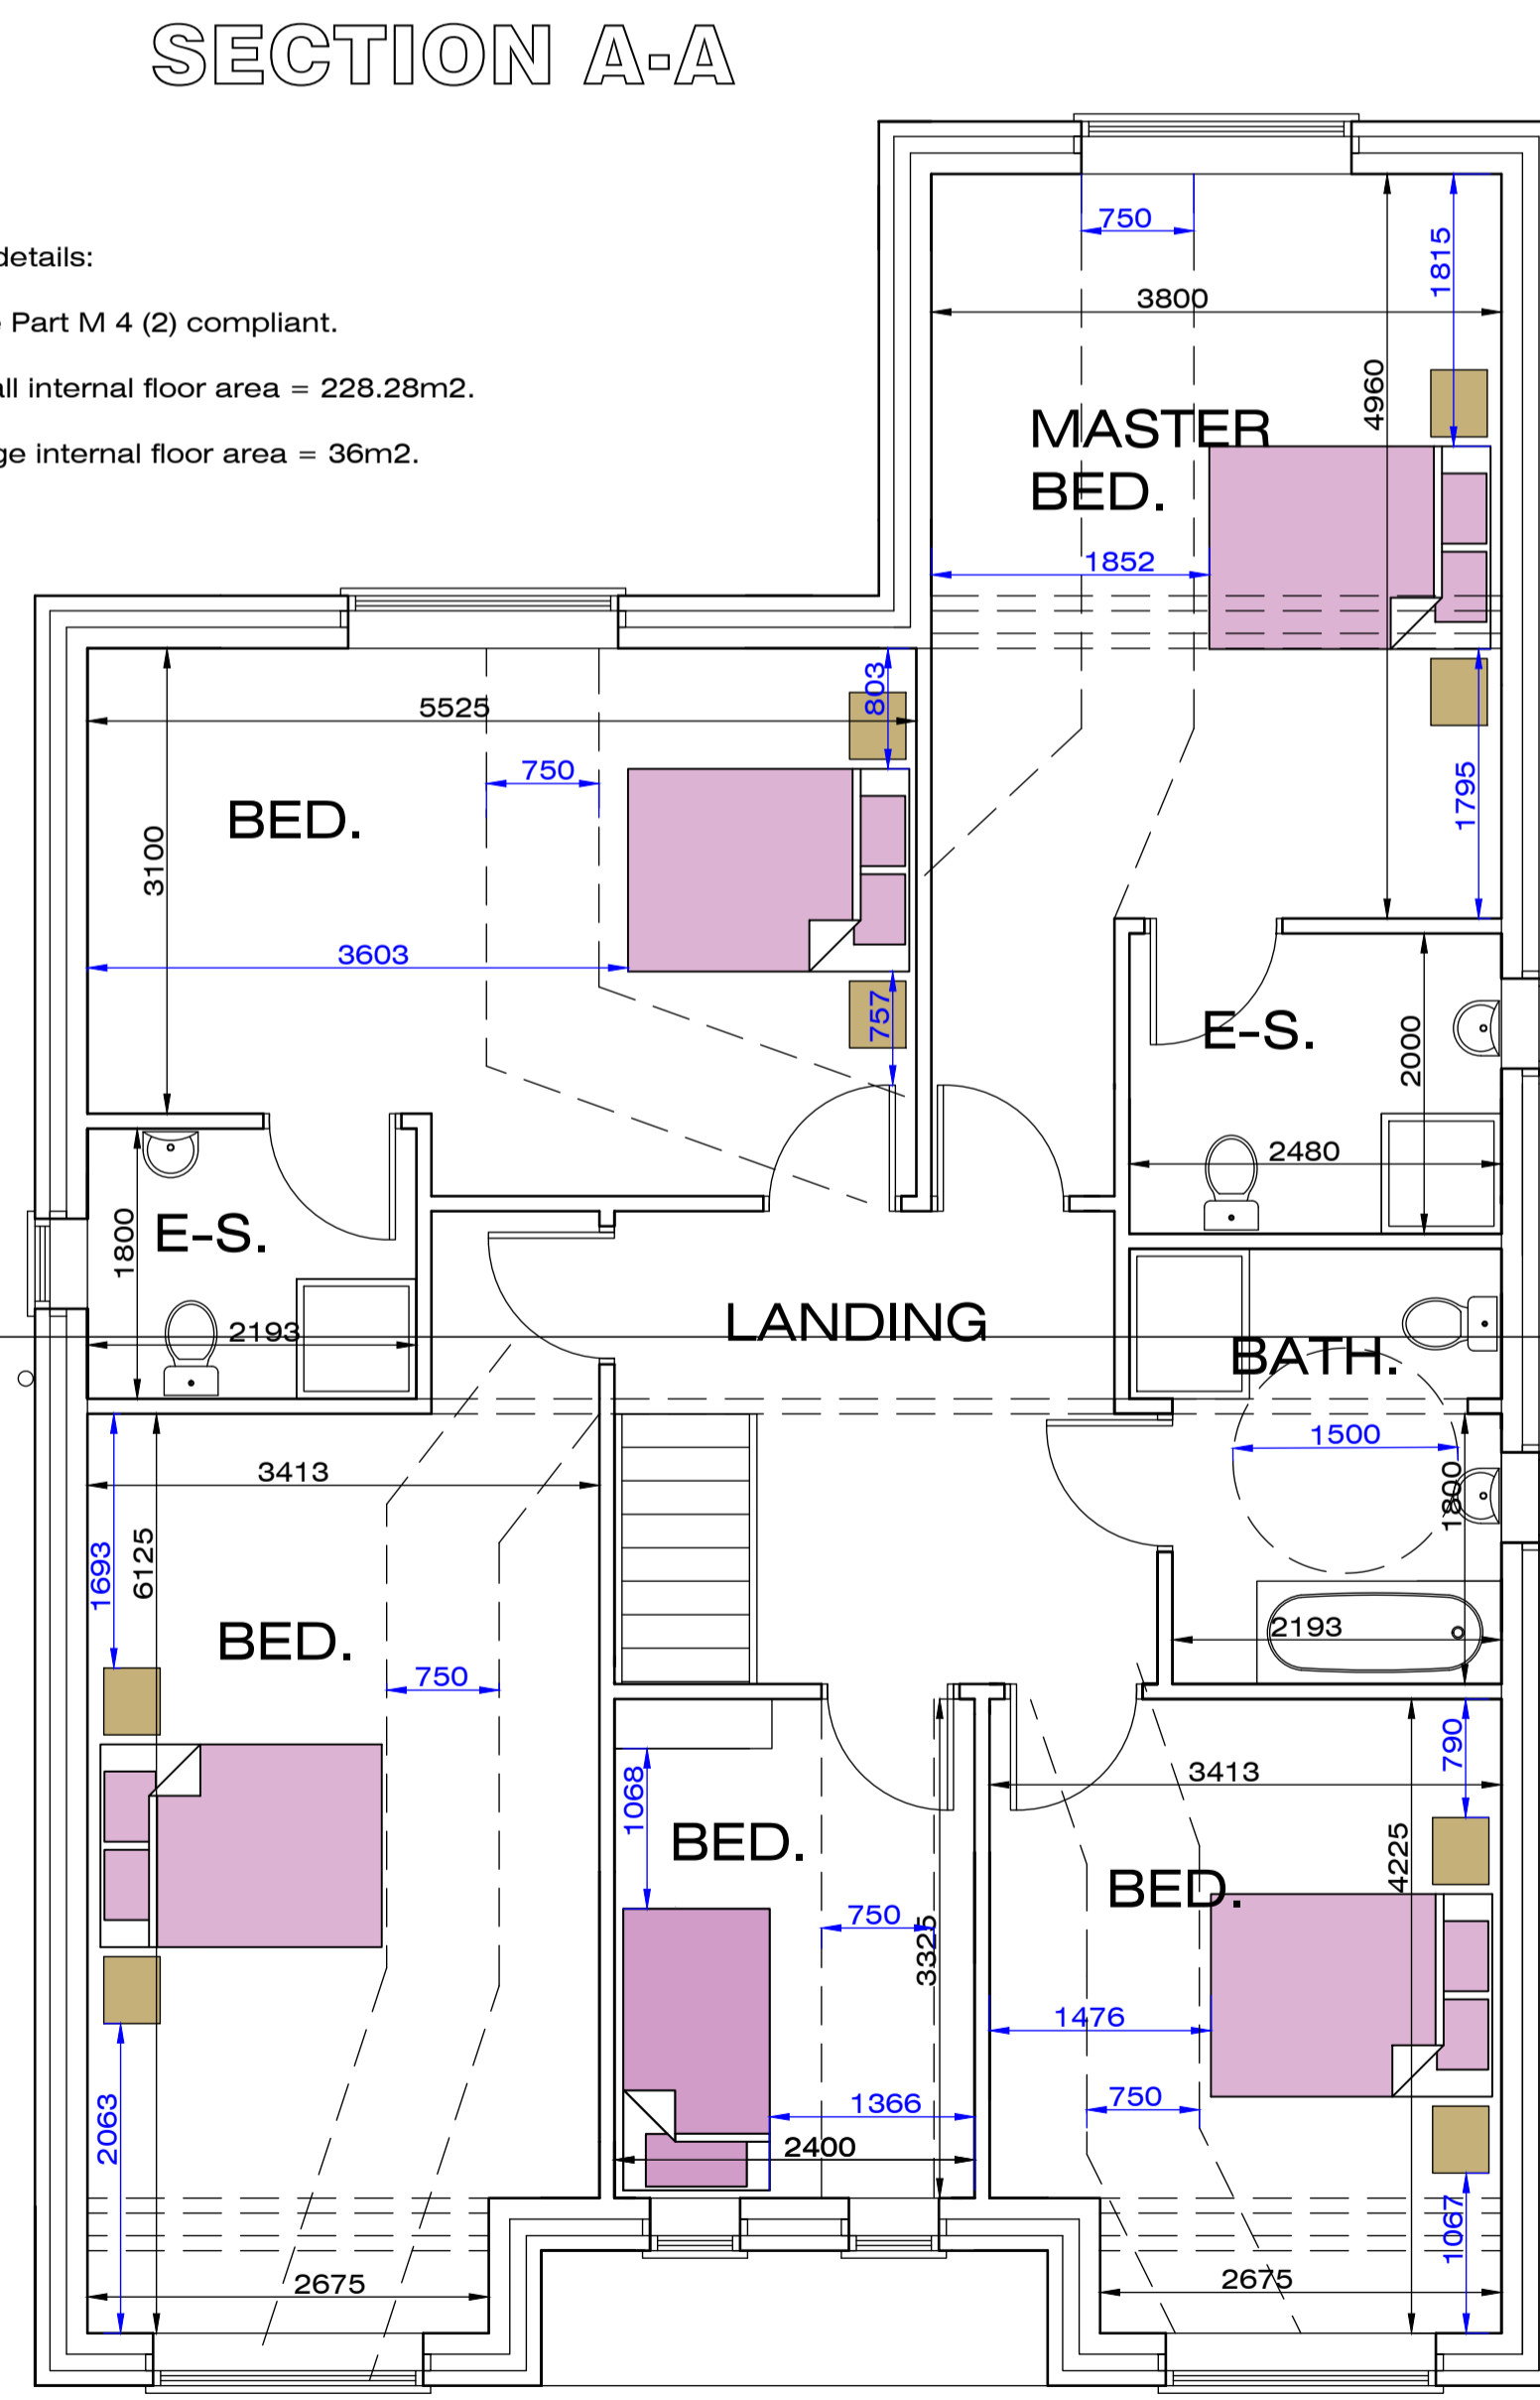 SECTION A-A
details:
e Part M 4 (2) compliant.
all internal floor area = 228.28m2.
ge internal floor area = 36m2.
750
1815
3800
4960
MASTER
BED.
1852
803
5525
750
1795
BED.
3100
3603
757
E-S.
2000
2480
1800
E-S.
2193
LANDING
BATH.
1500
1800
3413
1693
6125
2193
BED.
750
790
3413
1068
BED.
4225
BED.
750
3325
1476
2063
1366
750
2400
1067
2675
2675